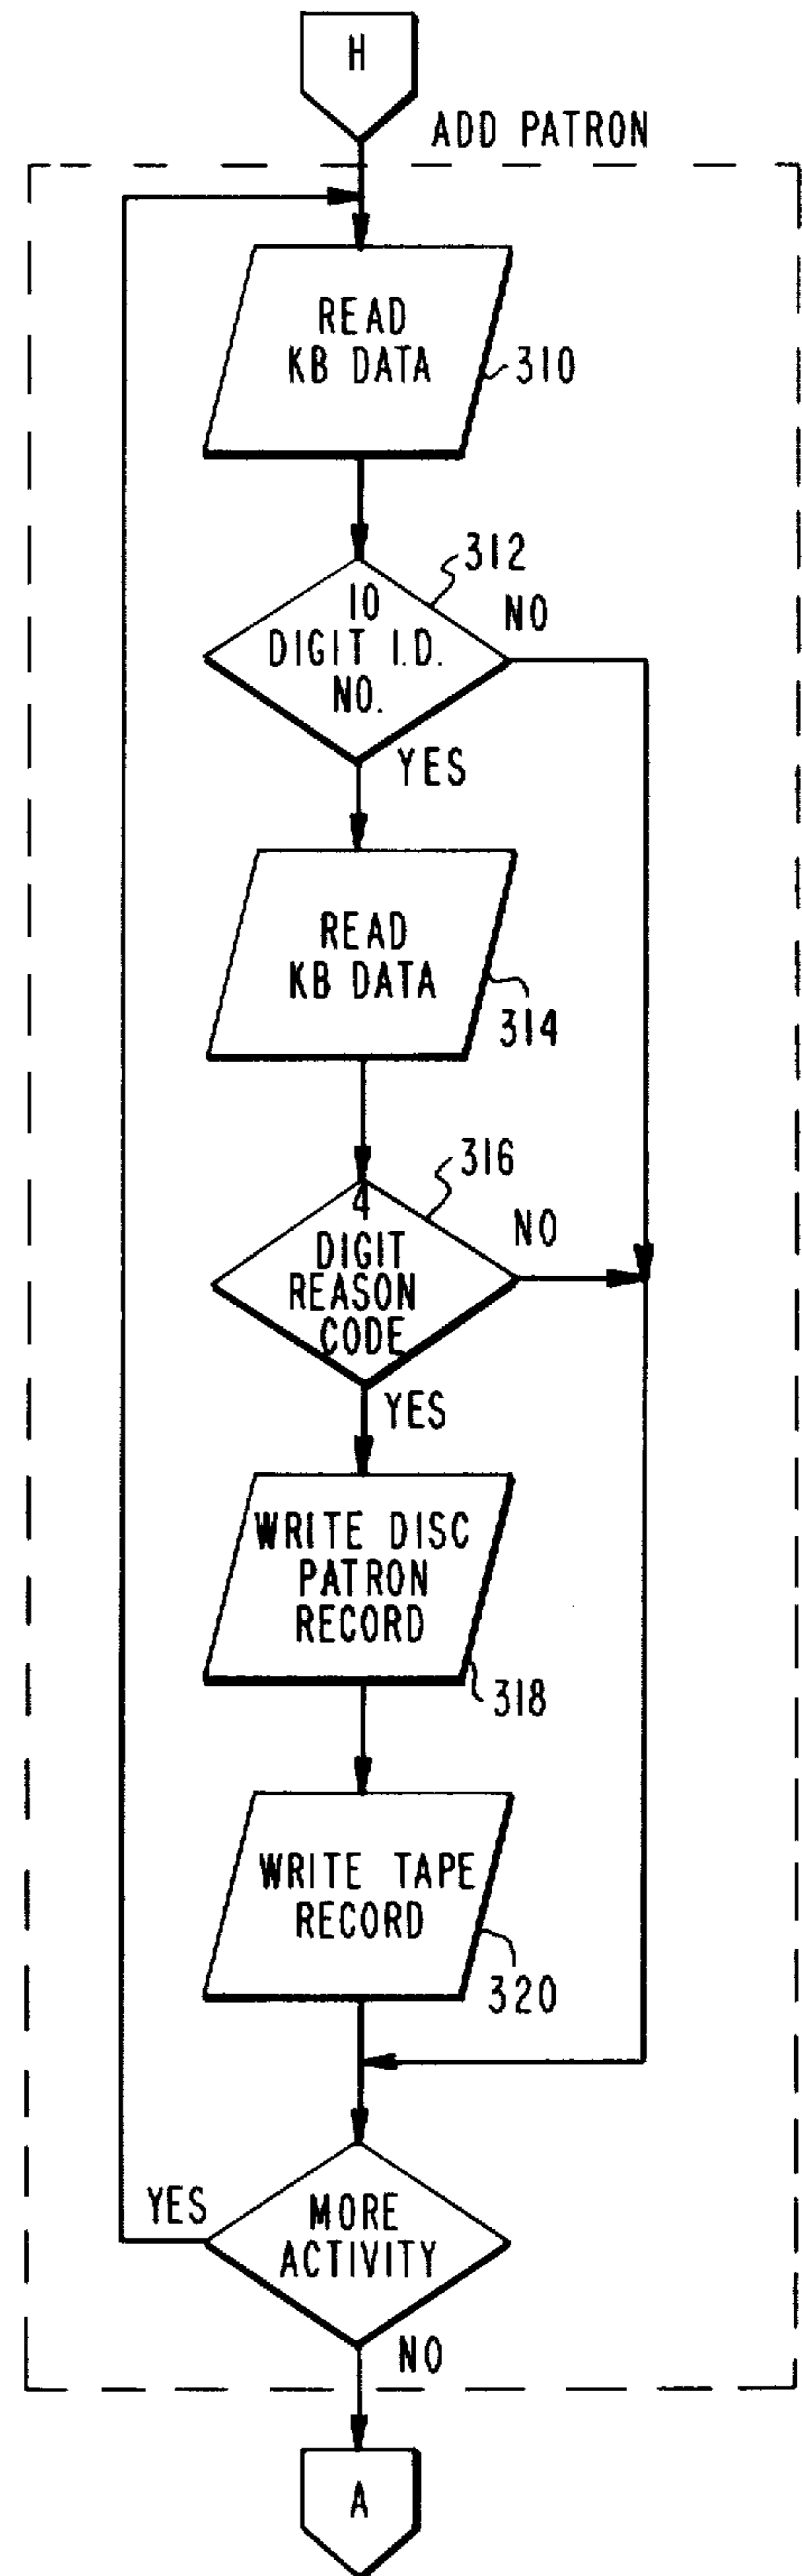 H
ADD PATRON
READ
KB DATA
310
312
10
DIGIT I.D.
NO.
NO
YES
READ
KB DATA
314
316
4
DIGIT
REASON
CODE
NO
YES
WRITE DISC
PATRON
RECORD
318
WRITE TAPE
RECORD
320
YES
MORE
ACTIVITY
NO
A